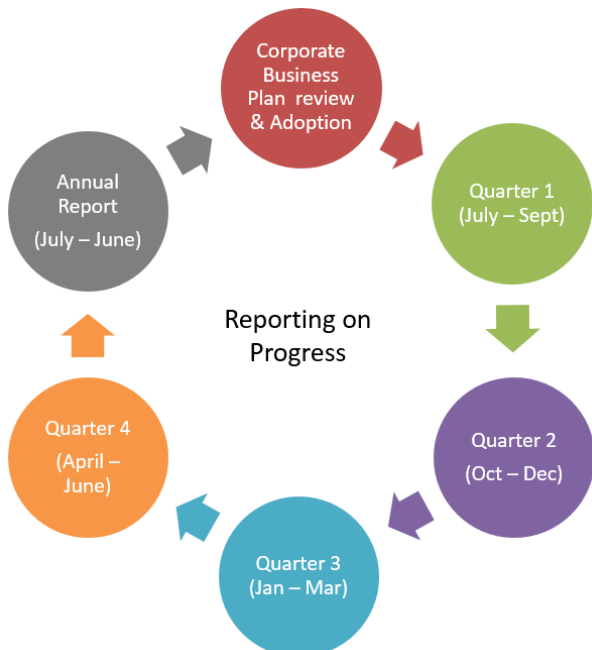 Corporate
Business
Plan review
& Adoption
Quarter 1
(July – Sept)
Quarter 2
(Oct – Dec)
Quarter 3
(Jan – Mar)
Quarter 4
(April –
June)
Annual
Report
(July – June)
Reporting on
Progress